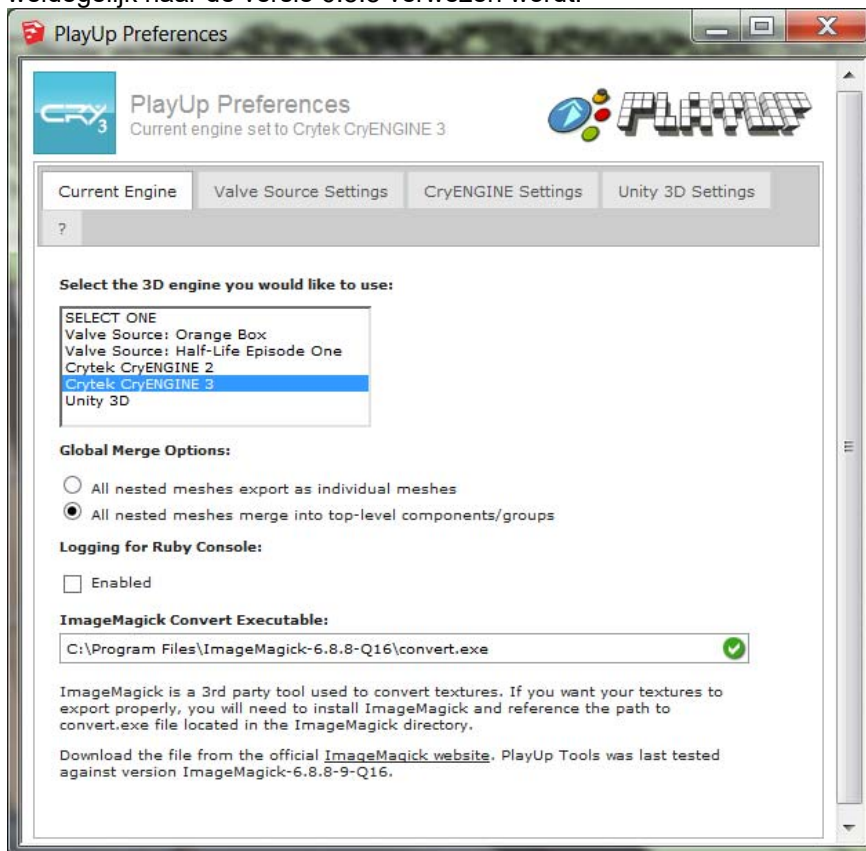 PlayUp Preferences
CRY 3
PlayUp Preferences
Current engine set to Crytek CryENGINE 3
PLAYUP
Current Engine
Valve Source Settings
CryENGINE Settings
Unity 3D Settings
?
Select the 3D engine you would like to use:
SELECT ONE
Valve Source: Orange Box
Valve Source: Half-Life Episode One
Crytek CryENGINE 2
Crytek CryENGINE 3
Unity 3D
Global Merge Options:
All nested meshes export as individual meshes
All nested meshes merge into top-level components/groups
Logging for Ruby Console:
Enabled
ImageMagick Convert Executable:
C:\Program Files\ImageMagick-6.8.8-Q16\convert.exe
ImageMagick is a 3rd party tool used to convert textures. If you want your textures to
export properly, you will need to install ImageMagick and reference the path to
convert.exe file located in the ImageMagick directory.
Download the file from the official ImageMagick website. PlayUp Tools was last tested
against version ImageMagick-6.8.8-9-Q16.